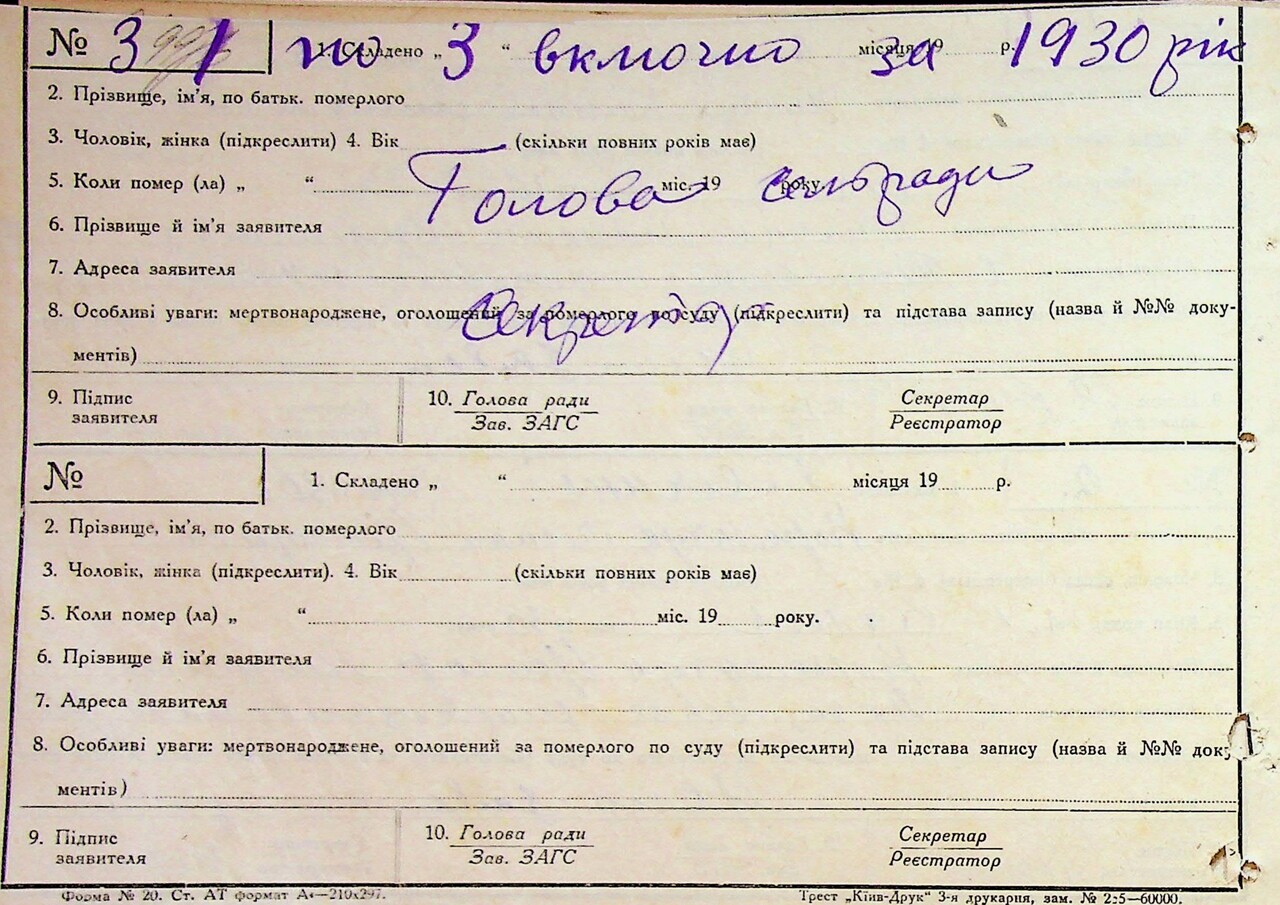 № 3 1 по 3 включно за 1930 рік
1. Складено „ “ місяця 19 р.
2. Прізвище, ім’я, по батьк. померлого
3. Чоловік, жінка (підкреслити) 4. Вік (скільки повних років має)
5. Коли помер (ла) „ “ міс. 19 року.
Голова сільради
6. Прізвище й ім’я заявителя
7. Адреса заявителя
8. Особливі уваги: мертвонароджене, оголошений за померлого по суду (підкреслити) та підстава запису (назва й №№ доку-
Секретар
ментів)
9. Підпис заявителя 10. Голова ради Секретар
Зав. ЗАГС Реєстратор
№ 1. Складено „ “ місяця 19 р.
2. Прізвище, ім’я, по батьк. померлого
3. Чоловік, жінка (підкреслити). 4. Вік (скільки повних років має)
5. Коли помер (ла) „ “ міс. 19 року.
6. Прізвище й ім’я заявителя
7. Адреса заявителя
8. Особливі уваги: мертвонароджене, оголошений за померлого по суду (підкреслити) та підстава запису (назва й №№ доку
ментів)
9. Підпис заявителя 10. Голова ради Секретар
Зав. ЗАГС Реєстратор
Форма № 20. Ст. АТ формат А4—210x297. Трест „Київ-Друк“ 3-я друкарня, зам. № 2:5—60000.